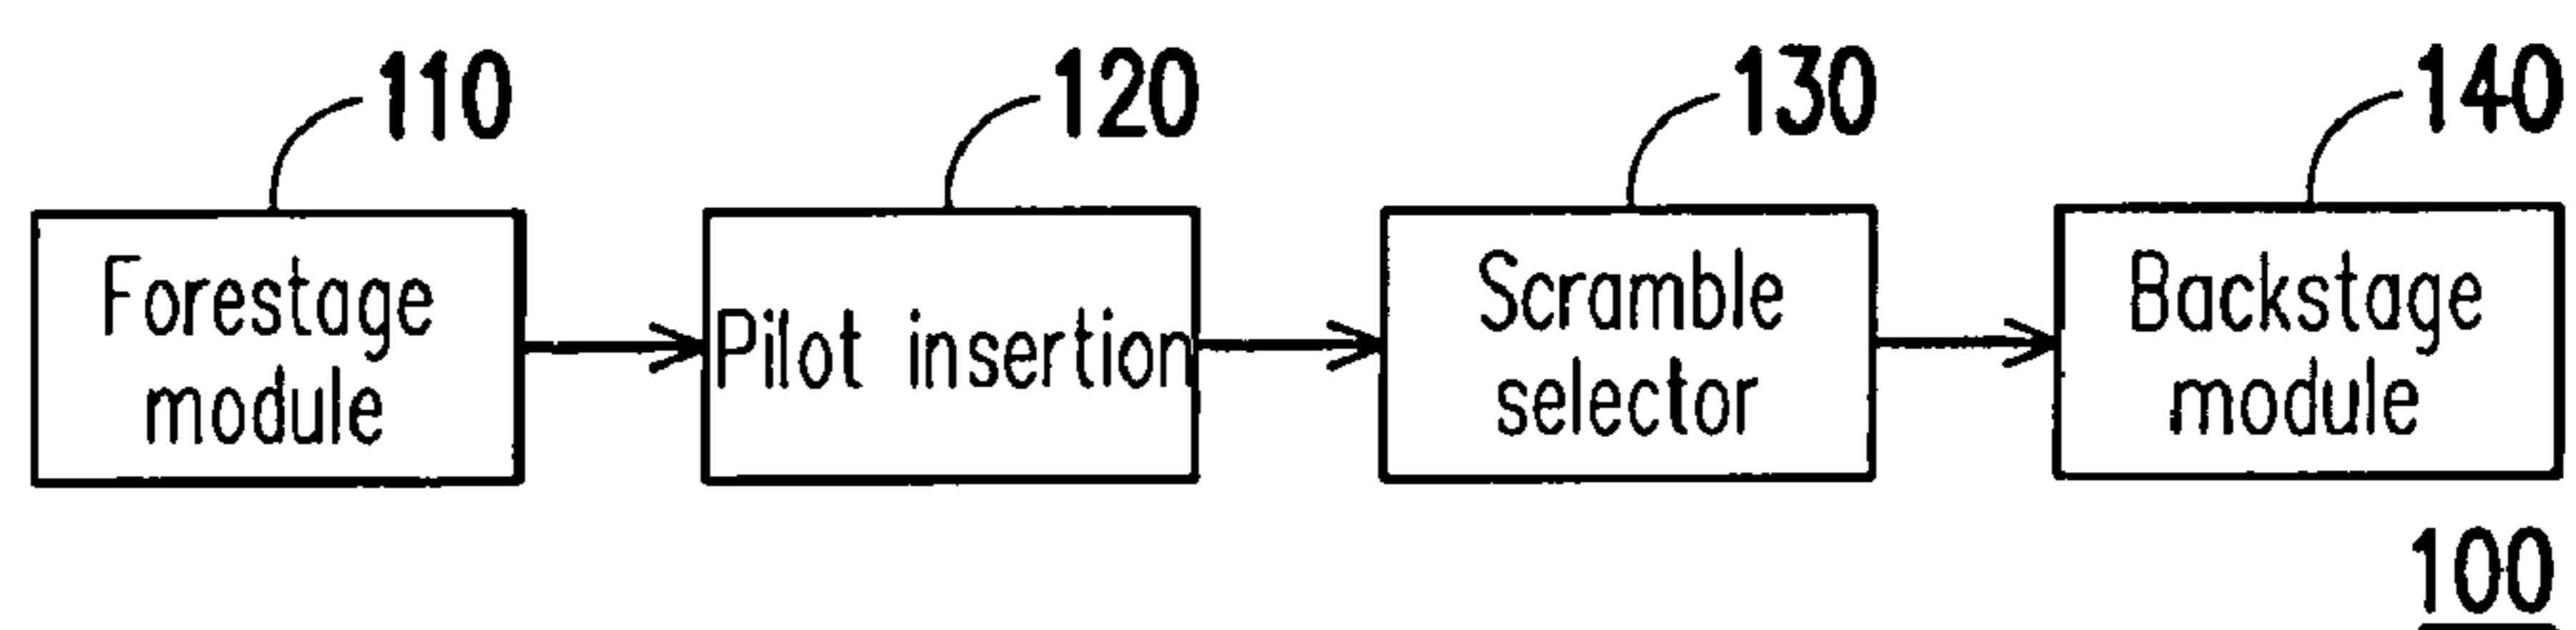 110
120
130
140
Forestage
module
Pilot insertion
Scramble
selector
Backstage
module
100